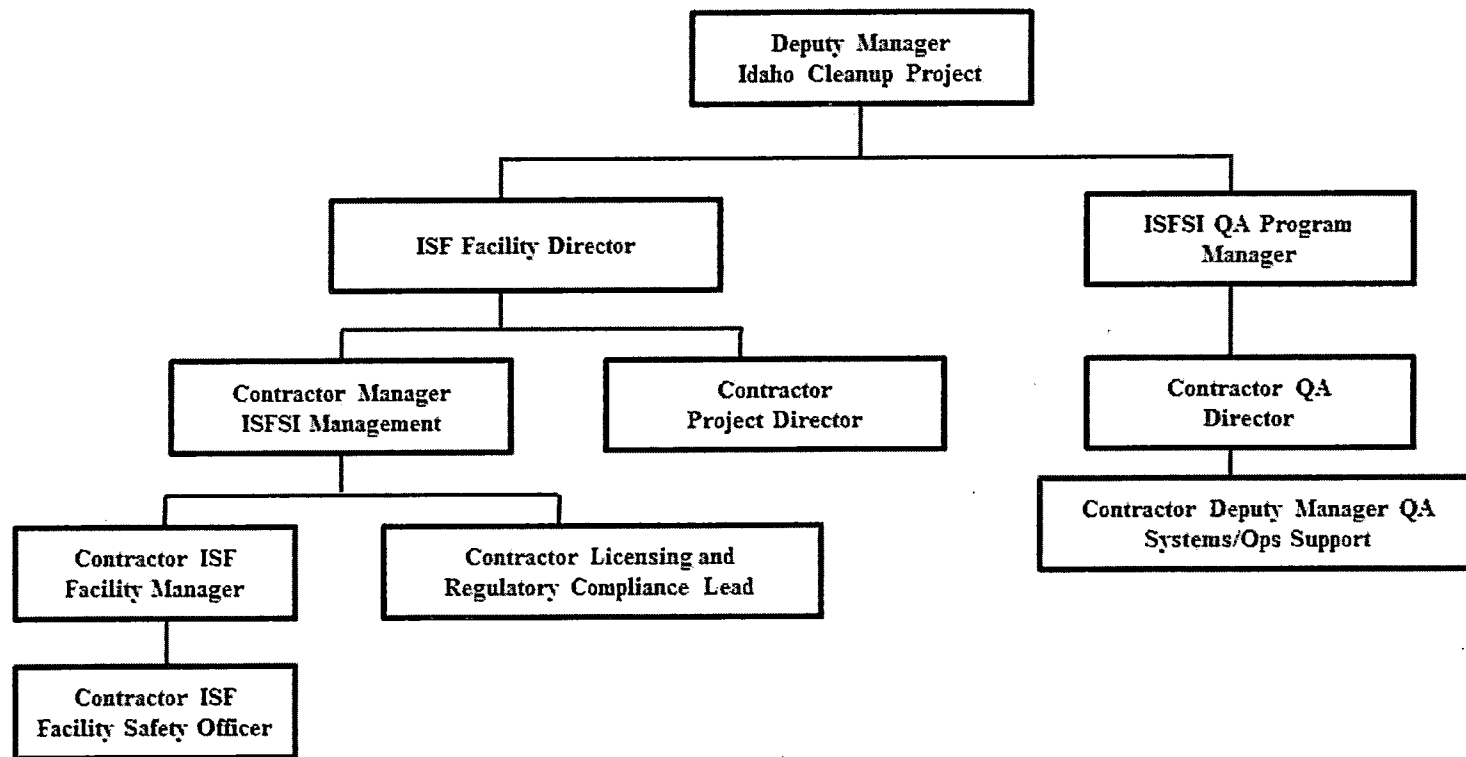 Deputy Manager
Idaho Cleanup Project
ISF Facility Director
ISFSI QA Program
Manager
Contractor Manager
ISFSI Management
Contractor
Project Director
Contractor QA
Director
Contractor ISF
Facility Manager
Contractor Licensing and
Regulatory Compliance Lead
Contractor Deputy Manager QA
Systems/Ops Support
Contractor ISF
Facility Safety Officer